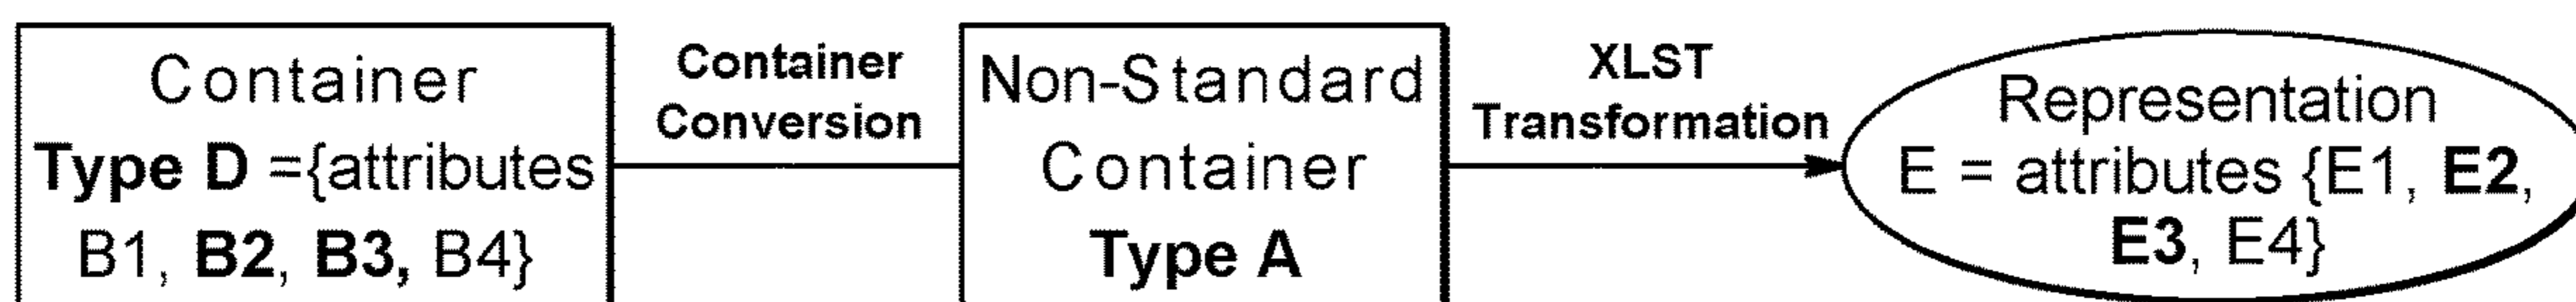 Container
Type D ={attributes
B1, B2, B3, B4}
Container
Conversion
Non-Standard
Container
Type A
XLST
Transformation
Representation
E = attributes {E1, E2,
E3, E4}